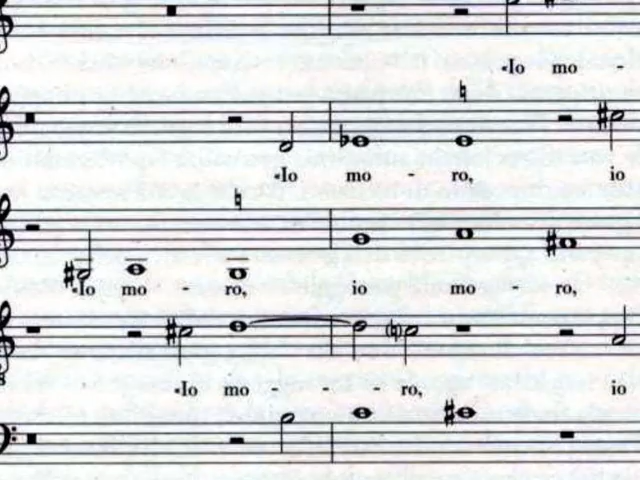 «Io mo -
«Io mo - ro, io
«Io mo - ro, io mo - ro,
«Io mo - - - ro, io